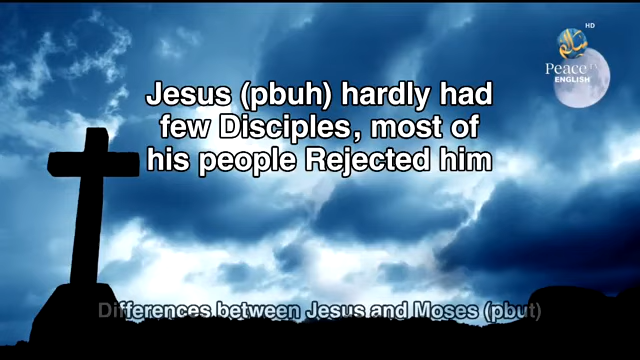 HD
Peace
ENGLISH
Jesus (pbuh) hardly had
few Disciples, most of
his people Rejected him
Differences between Jesus and Moses (pbut)